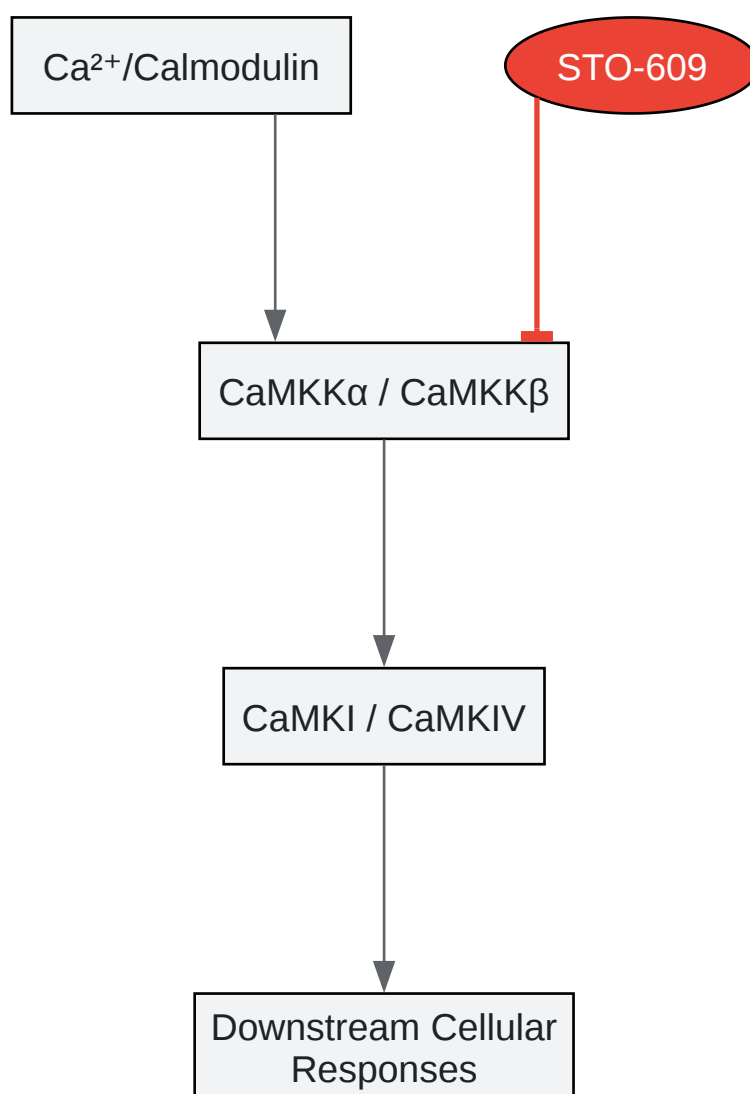 Ca²⁺/Calmodulin
STO-609
CaMKKα / CaMKKβ
CaMKI / CaMKIV
Downstream Cellular
Responses